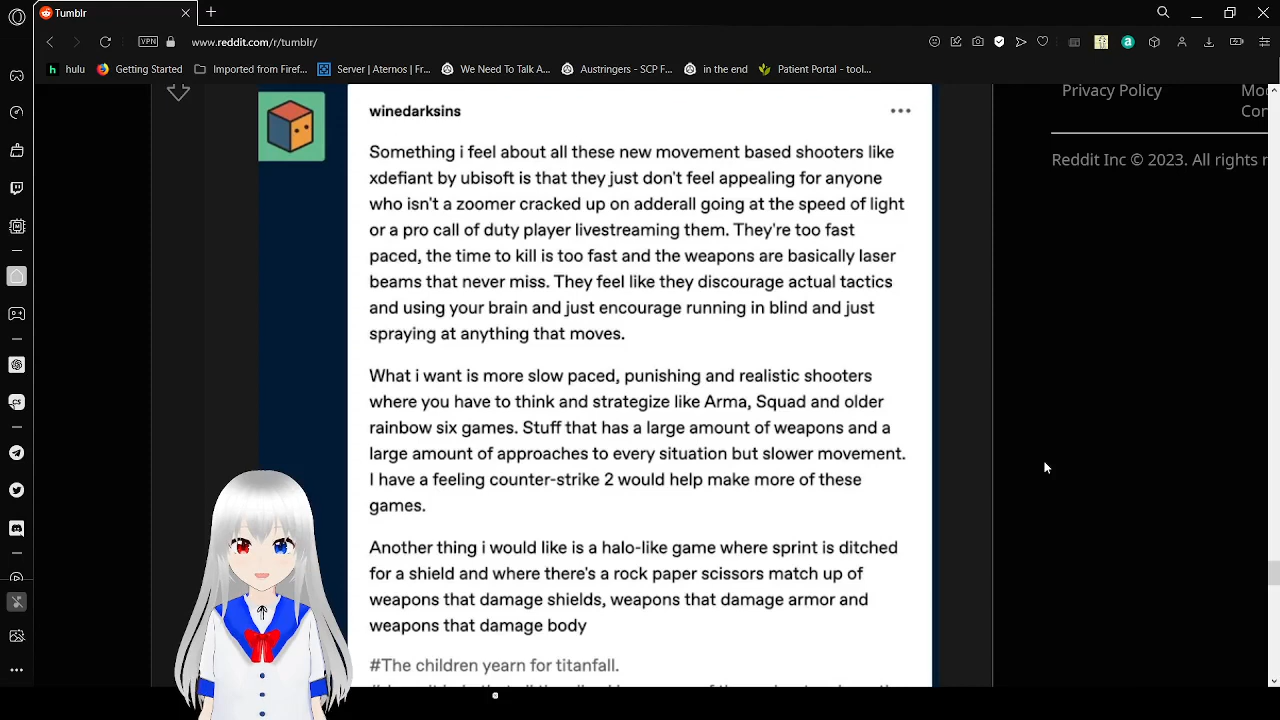 Tumblr
www.reddit.com/r/tumblr/
VPN
hulu
Getting Started
Imported from Firef...
Server | Aternos | Fr...
We Need To Talk A...
Austringers - SCP F...
in the end
Patient Portal - tool...
Privacy Policy
Reddit Inc © 2023. All rights r
winedarksins
Something i feel about all these new movement based shooters like
xdefiant by ubisoft is that they just don't feel appealing for anyone
who isn't a zoomer cracked up on adderall going at the speed of light
or a pro call of duty player livestreaming them. They're too fast
paced, the time to kill is too fast and the weapons are basically laser
beams that never miss. They feel like they discourage actual tactics
and using your brain and just encourage running in blind and just
spraying at anything that moves.
What i want is more slow paced, punishing and realistic shooters
where you have to think and strategize like Arma, Squad and older
rainbow six games. Stuff that has a large amount of weapons and a
large amount of approaches to every situation but slower movement.
I have a feeling counter-strike 2 would help make more of these
games.
Another thing i would like is a halo-like game where sprint is ditched
for a shield and where there's a rock paper scissors match up of
weapons that damage shields, weapons that damage armor and
weapons that damage body
#The children yearn for titanfall.